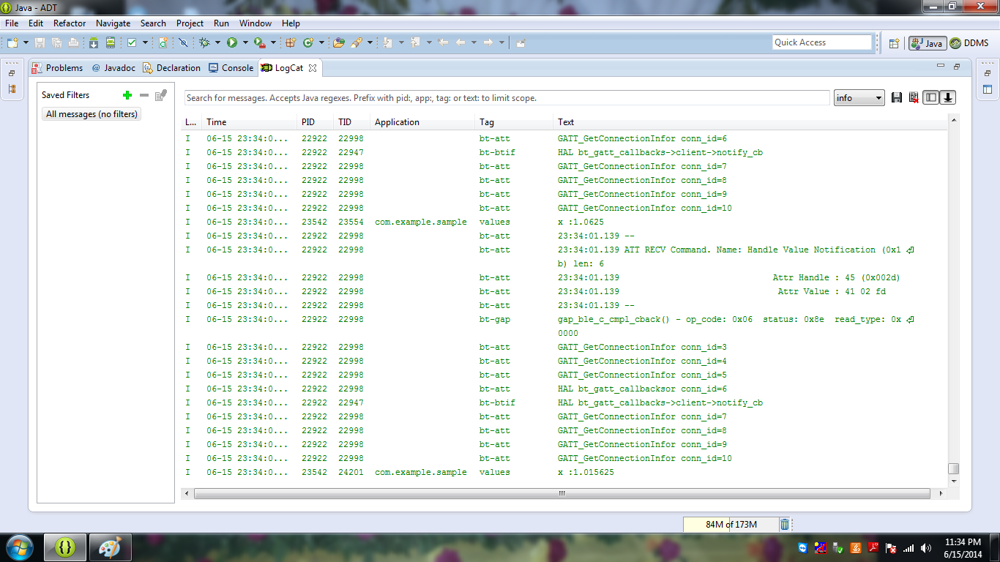 Java - ADT
File Edit Refactor Navigate Search Project Run Window Help
Quick Access Java DDMS
Problems @ Javadoc Declaration Console LogCat
Saved Filters
All messages (no filters)
Search for messages. Accepts Java regexes. Prefix with pid:, app:, tag: or text: to limit scope. info
L... Time PID TID Application Tag Text
I 06-15 23:34:0... 22922 22998 bt-att GATT_GetConnectionInfor conn_id=6
I 06-15 23:34:0... 22922 22947 bt-btif HAL bt_gatt_callbacks->client->notify_cb
I 06-15 23:34:0... 22922 22998 bt-att GATT_GetConnectionInfor conn_id=7
I 06-15 23:34:0... 22922 22998 bt-att GATT_GetConnectionInfor conn_id=8
I 06-15 23:34:0... 22922 22998 bt-att GATT_GetConnectionInfor conn_id=9
I 06-15 23:34:0... 22922 22998 bt-att GATT_GetConnectionInfor conn_id=10
I 06-15 23:34:0... 23542 23554 com.example.sample values x :1.0625
I 06-15 23:34:0... 22922 22998 bt-att 23:34:01.139 --
I 06-15 23:34:0... 22922 22998 bt-att 23:34:01.139 ATT RECV Command. Name: Handle Value Notification (0x1
b) len: 6
I 06-15 23:34:0... 22922 22998 bt-att 23:34:01.139 Attr Handle : 45 (0x002d)
I 06-15 23:34:0... 22922 22998 bt-att 23:34:01.139 Attr Value : 41 02 fd
I 06-15 23:34:0... 22922 22998 bt-att 23:34:01.139 --
I 06-15 23:34:0... 22922 22998 bt-gap gap_ble_c_cmpl_cback() - op_code: 0x06 status: 0x8e read_type: 0x
0000
I 06-15 23:34:0... 22922 22998 bt-att GATT_GetConnectionInfor conn_id=3
I 06-15 23:34:0... 22922 22998 bt-att GATT_GetConnectionInfor conn_id=4
I 06-15 23:34:0... 22922 22998 bt-att GATT_GetConnectionInfor conn_id=5
I 06-15 23:34:0... 22922 22998 bt-att HAL bt_gatt_callbacksor conn_id=6
I 06-15 23:34:0... 22922 22947 bt-btif HAL bt_gatt_callbacks->client->notify_cb
I 06-15 23:34:0... 22922 22998 bt-att GATT_GetConnectionInfor conn_id=7
I 06-15 23:34:0... 22922 22998 bt-att GATT_GetConnectionInfor conn_id=8
I 06-15 23:34:0... 22922 22998 bt-att GATT_GetConnectionInfor conn_id=9
I 06-15 23:34:0... 22922 22998 bt-att GATT_GetConnectionInfor conn_id=10
I 06-15 23:34:0... 23542 24201 com.example.sample values x :1.015625
84M of 173M
11:34 PM
6/15/2014